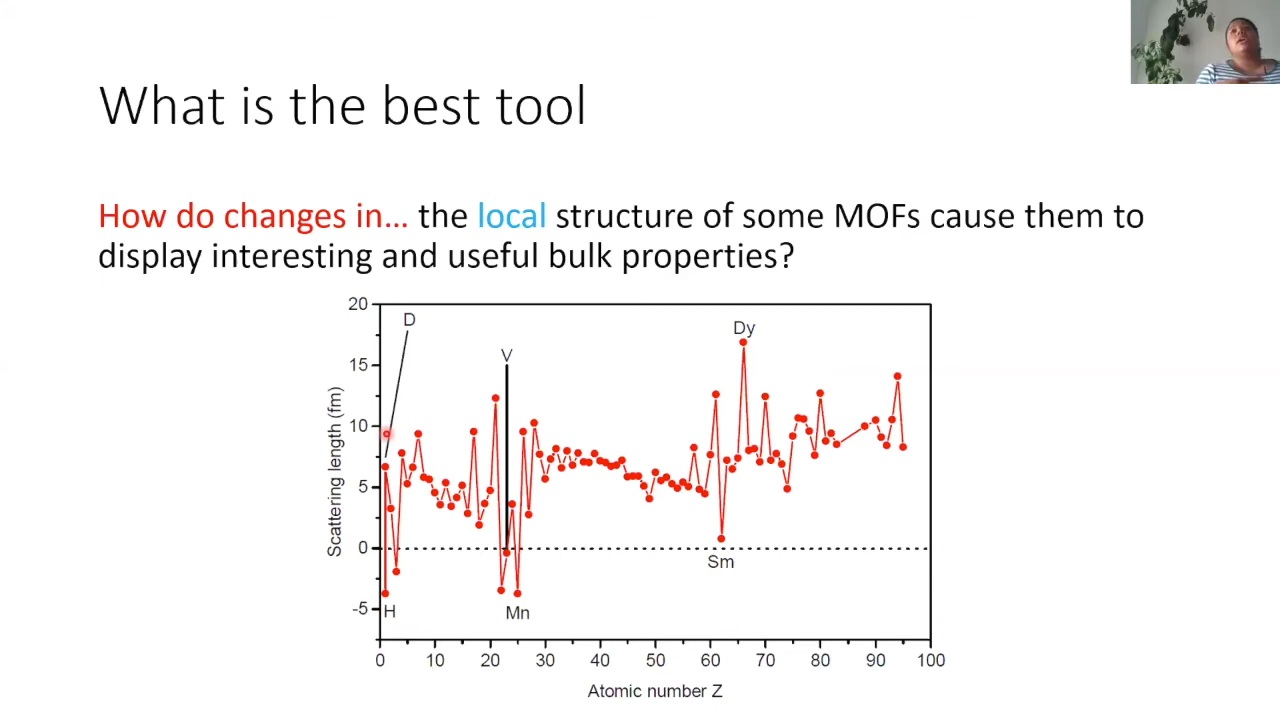 What is the best tool
How do changes in... the local structure of some MOFs cause them to
display interesting and useful bulk properties?
20
15
10
5
0
-5
Scattering length (fm)
D
V
Dy
H
Mn
Sm
0 10 20 30 40 50 60 70 80 90 100
Atomic number Z